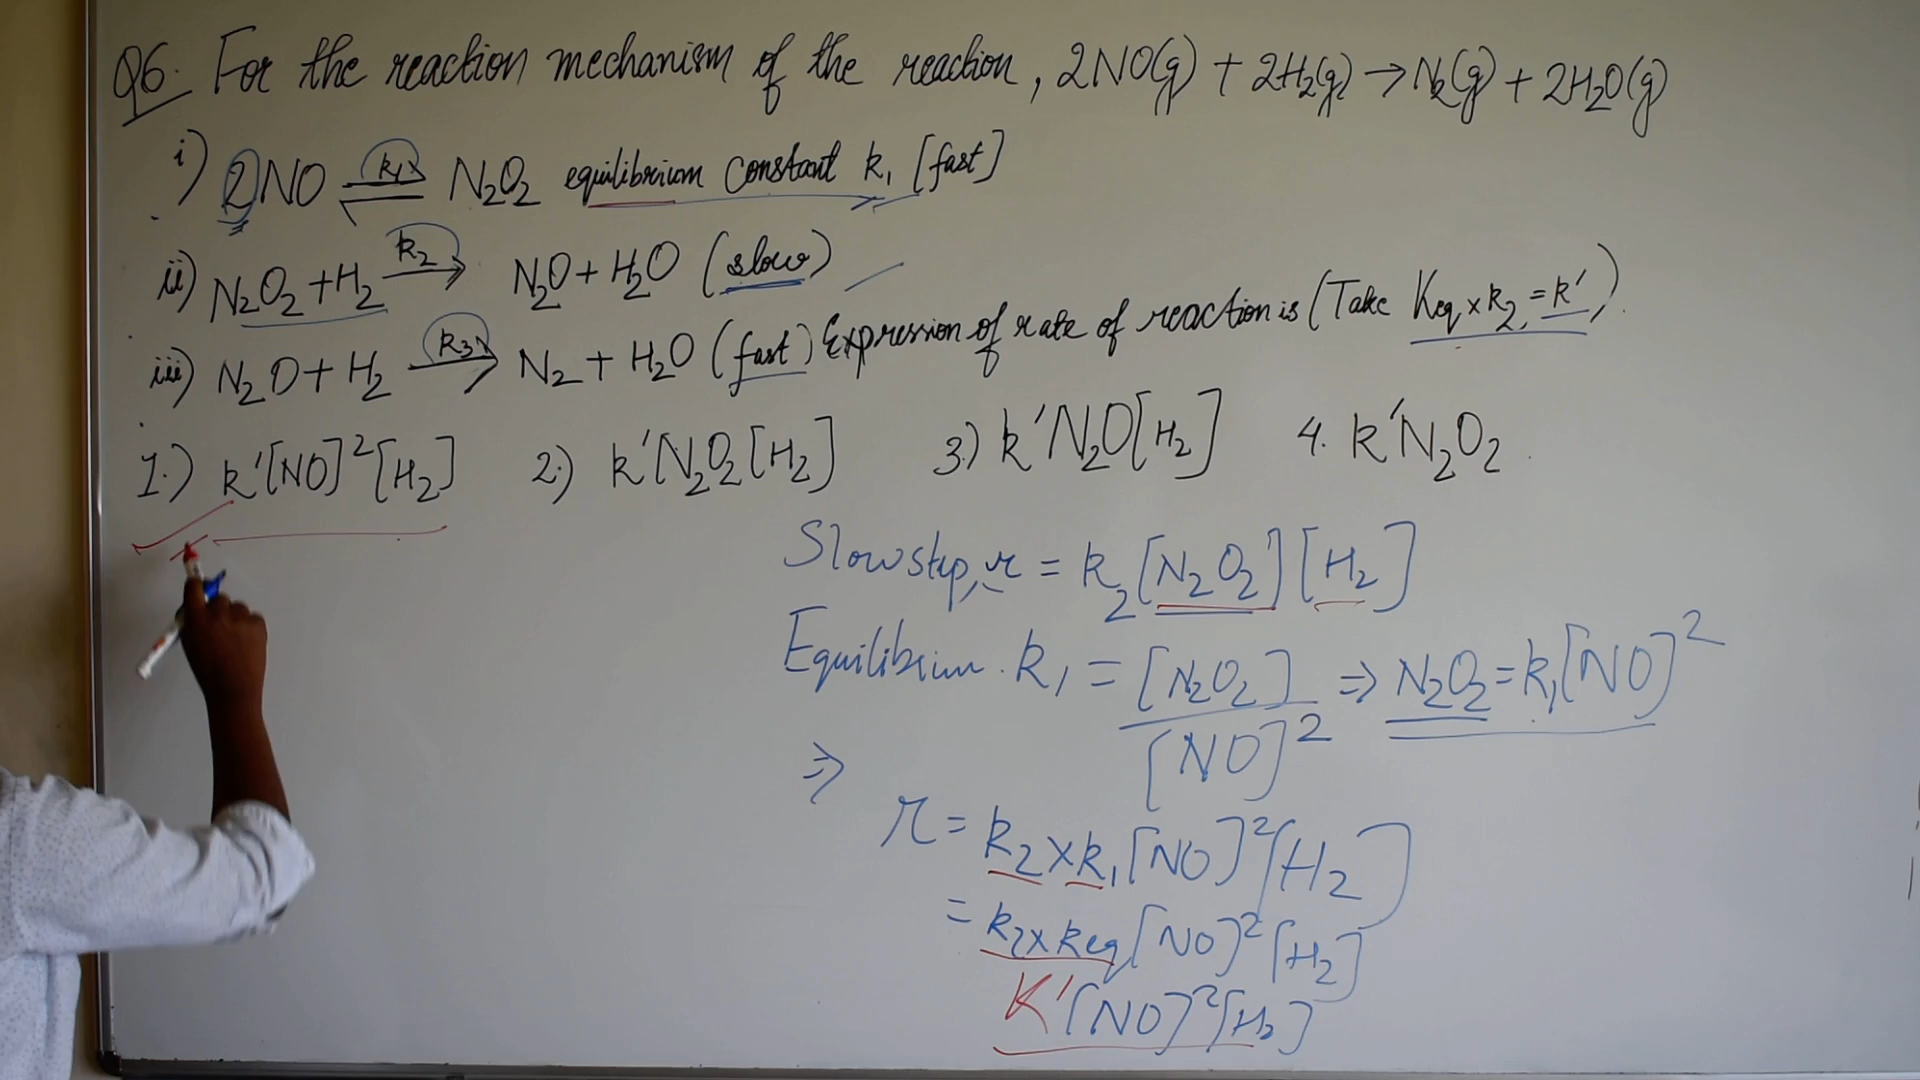 Q6. For the reaction mechanism of the reaction, 2NO(g) + 2H₂(g) → N₂(g) + 2H₂O(g)
i) 2NO ⇌ N₂O₂ equilibrium constant k₁ [fast]
k₁
ii) N₂O₂ + H₂ →k₂ N₂O + H₂O (slow)
iii) N₂O + H₂ →k₃ N₂ + H₂O (fast) Expression of rate of reaction is (Take Keq × k₂ = k')
1.) k'[NO]²[H₂] 2.) k'N₂O₂[H₂] 3.) k'N₂O[H₂] 4. k'N₂O₂
Slow step, r = k₂[N₂O₂][H₂]
Equilibrium. k₁ = [N₂O₂] / [NO]² ⇒ N₂O₂ = k₁[NO]²
⇒ r = k₂ × k₁[NO]²[H₂]
= k₂ × keq[NO]²[H₂]
K'[NO]²[H₂]